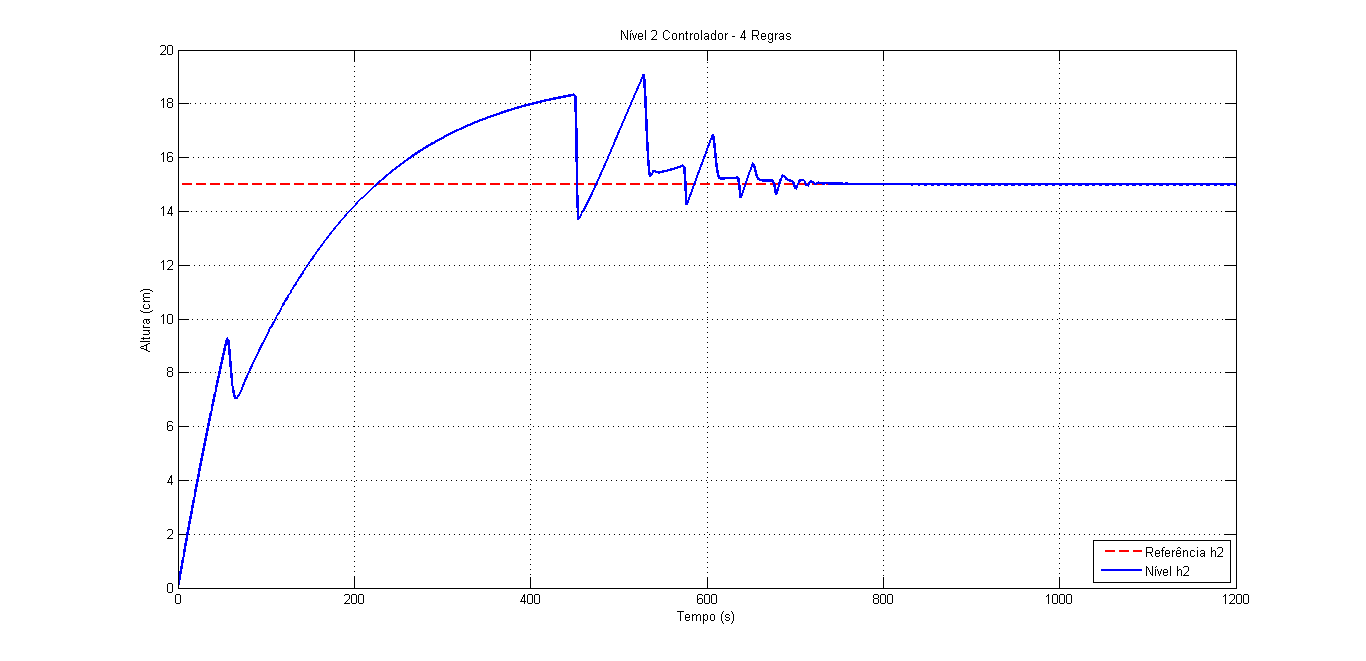 Nível 2 Controlador - 4 Regras
20
18
16
14
12
10
8
6
4
2
0
Altura (cm)
0 200 400 600 800 1000 1200
Tempo (s)
Referência h2
Nível h2